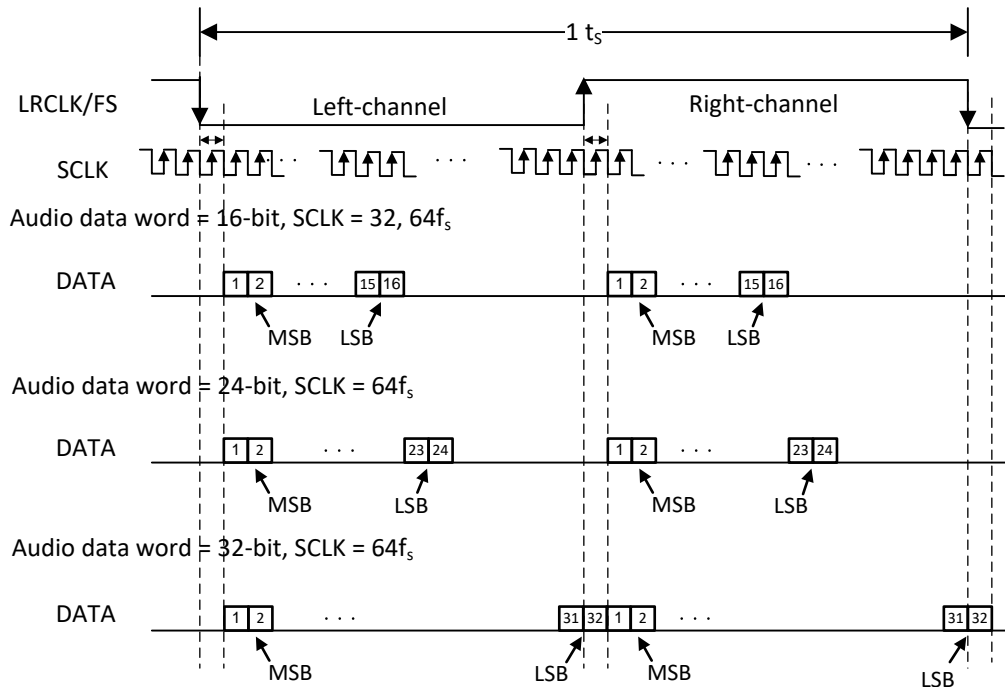 1 tₛ
LRCLK/FS Left-channel Right-channel
SCLK . . . . . . . . . . . .
Audio data word = 16-bit, SCLK = 32, 64fₛ
DATA 1 2 . . . 15 16 1 2 . . . 15 16
MSB LSB MSB LSB
Audio data word = 24-bit, SCLK = 64fₛ
DATA 1 2 . . . 23 24 1 2 . . . 23 24
MSB LSB MSB LSB
Audio data word = 32-bit, SCLK = 64fₛ
DATA 1 2 . . . 31 32 1 2 . . . 31 32
MSB LSB MSB LSB